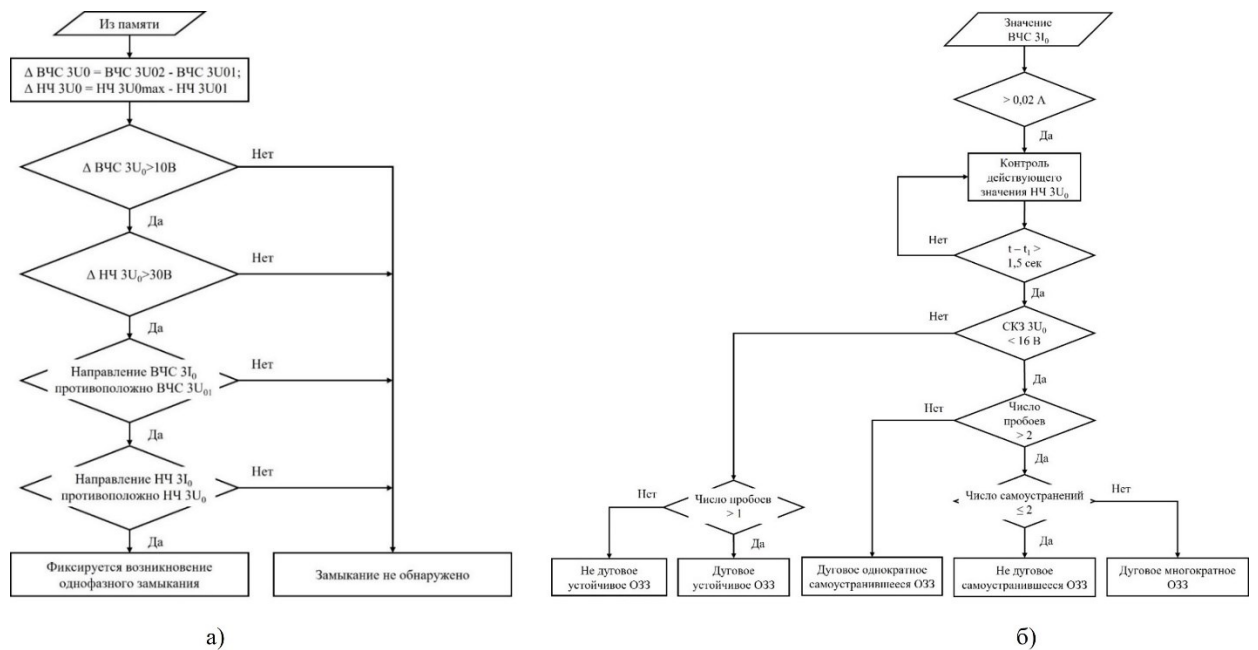 Из памяти
Δ ВЧС 3U0 = ВЧС 3U02 - ВЧС 3U01;
Δ НЧ 3U0 = НЧ 3U0max - НЧ 3U01
Δ ВЧС 3U₀>10В
Нет
Да
Δ НЧ 3U₀>30В
Нет
Да
Направление ВЧС 3I₀
противоположно ВЧС 3U₀₁
Нет
Да
Направление НЧ 3I₀
противоположно НЧ 3U₀
Нет
Да
Фиксируется возникновение
однофазного замыкания
Замыкание не обнаружено
а)
Значение
ВЧС 3I₀
> 0,02 А
Да
Контроль
действующего
значения НЧ 3U₀
Нет
t – t₁ >
1,5 сек
Да
Нет
СКЗ 3U₀
< 16 В
Да
Нет
Число
пробоев
> 2
Да
Нет
Число пробоев
> 1
Да
Число самоустранений
≤ 2
Нет
Да
Не дуговое
устойчивое ОЗЗ
Дуговое
устойчивое ОЗЗ
Дуговое однократное
самоустранившееся ОЗЗ
Не дуговое
самоустранившееся ОЗЗ
Дуговое многократное
ОЗЗ
б)